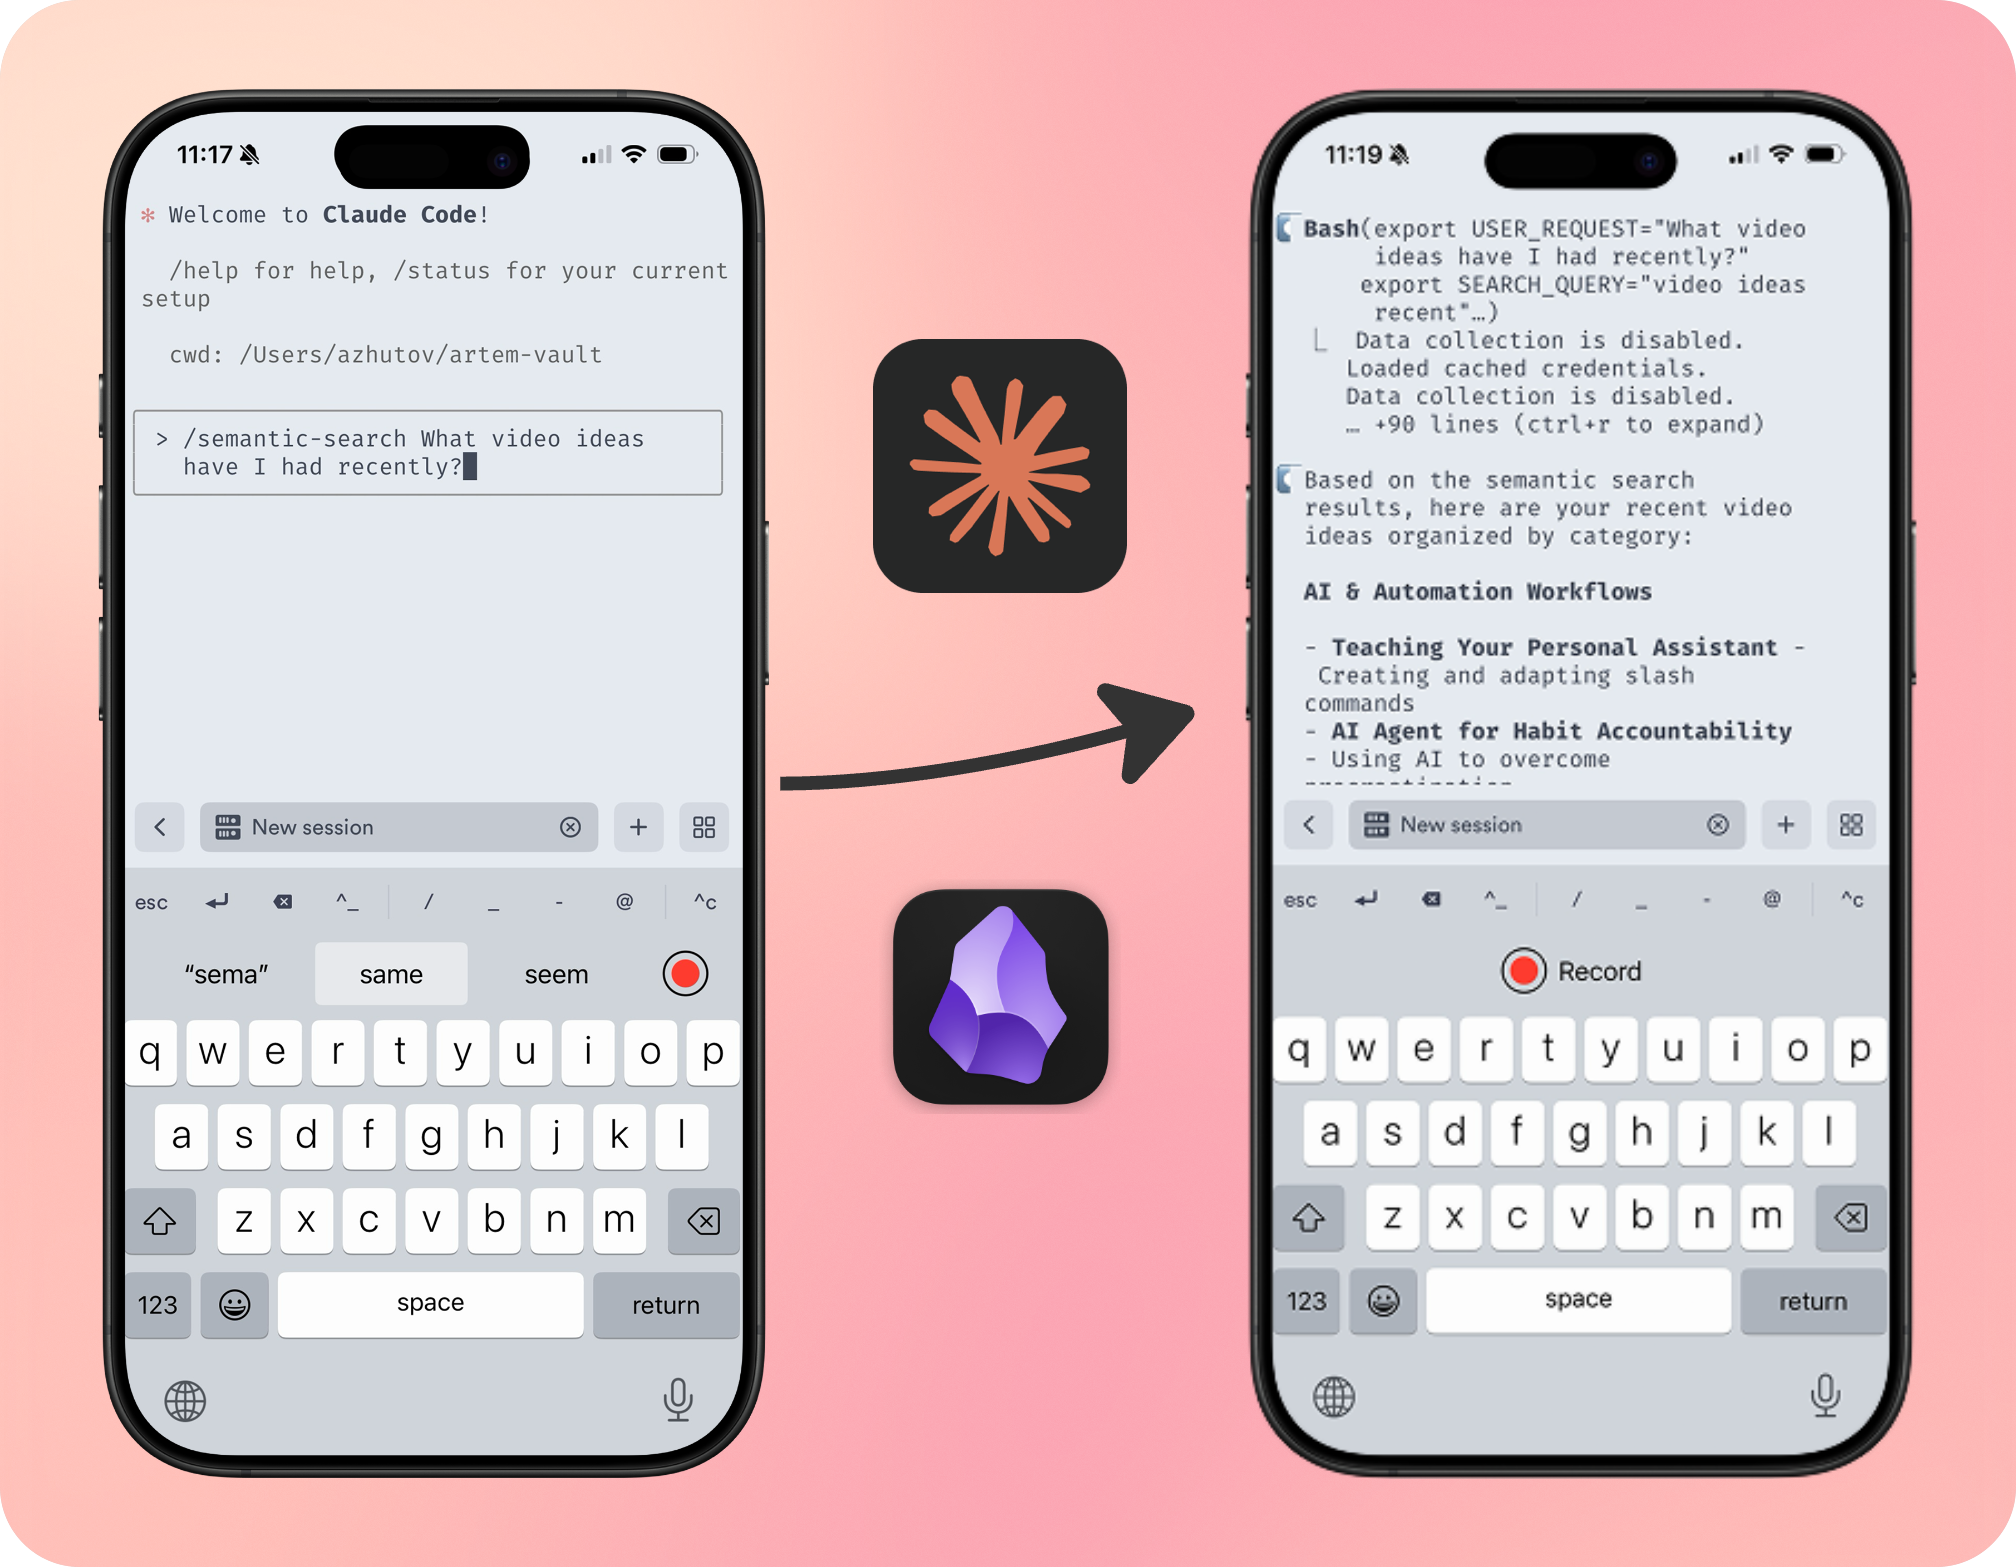 11:17
✻ Welcome to Claude Code!
/help for help, /status for your current
setup
cwd: /Users/azhutov/artem-vault
> /semantic-search What video ideas
have I had recently?
New session
esc ^_ / _ - @ ^c
“sema” same seem
q w e r t y u i o p
a s d f g h j k l
z x c v b n m
123 space return
11:19
Bash(export USER_REQUEST="What video
ideas have I had recently?"
export SEARCH_QUERY="video ideas
recent"…)
⎿ Data collection is disabled.
Loaded cached credentials.
Data collection is disabled.
… +90 lines (ctrl+r to expand)
Based on the semantic search
results, here are your recent video
ideas organized by category:
AI & Automation Workflows
- Teaching Your Personal Assistant -
Creating and adapting slash
commands
- AI Agent for Habit Accountability
- Using AI to overcome
New session
esc ^_ / _ - @ ^c
Record
q w e r t y u i o p
a s d f g h j k l
z x c v b n m
123 space return